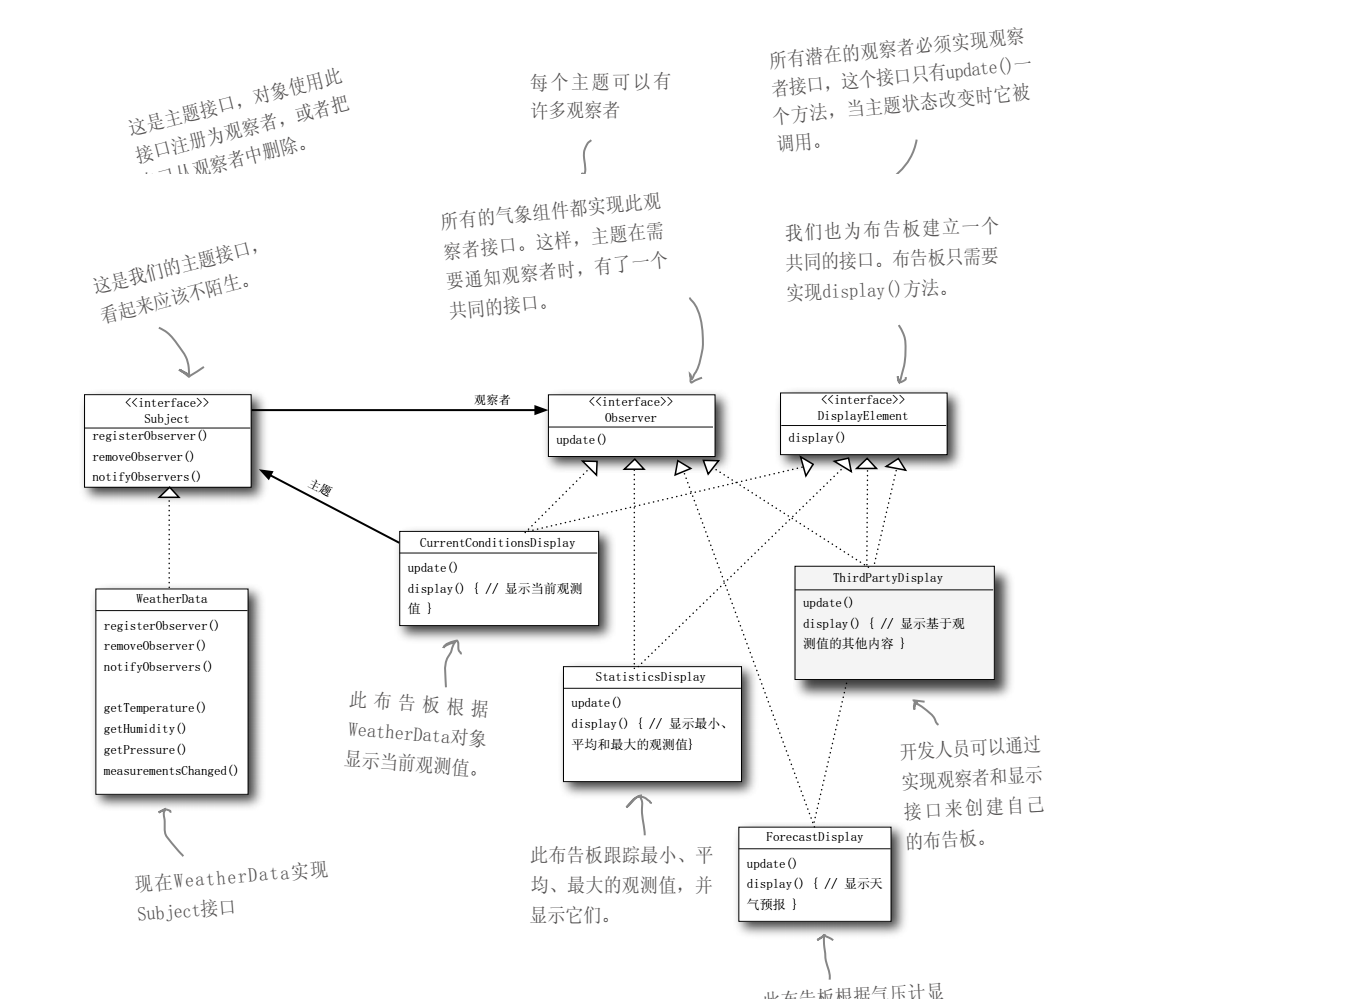 这是主题接口，对象使用此
接口注册为观察者，或者把
从观察者中删除。
每个主题可以有
许多观察者
所有潜在的观察者必须实现观察
者接口，这个接口只有update()一
个方法，当主题状态改变时它被
调用。
这是我们的主题接口，
看起来应该不陌生。
所有的气象组件都实现此观
察者接口。这样，主题在需
要通知观察者时，有了一个
共同的接口。
我们也为布告板建立一个
共同的接口。布告板只需要
实现display()方法。
<<interface>>
Subject
registerObserver()
removeObserver()
notifyObservers()
观察者
<<interface>>
Observer
update()
<<interface>>
DisplayElement
display()
主题
CurrentConditionsDisplay
update()
display() { // 显示当前观测
值 }
ThirdPartyDisplay
update()
display() { // 显示基于观
测值的其他内容 }
WeatherData
registerObserver()
removeObserver()
notifyObservers()
getTemperature()
getHumidity()
getPressure()
measurementsChanged()
StatisticsDisplay
update()
display() { // 显示最小、
平均和最大的观测值}
此布告板根据
WeatherData对象
显示当前观测值。
开发人员可以通过
实现观察者和显示
接口来创建自己
的布告板。
ForecastDisplay
update()
display() { // 显示天
气预报 }
现在WeatherData实现
Subject接口
此布告板跟踪最小、平
均、最大的观测值，并
显示它们。
此布告板根据气压计显